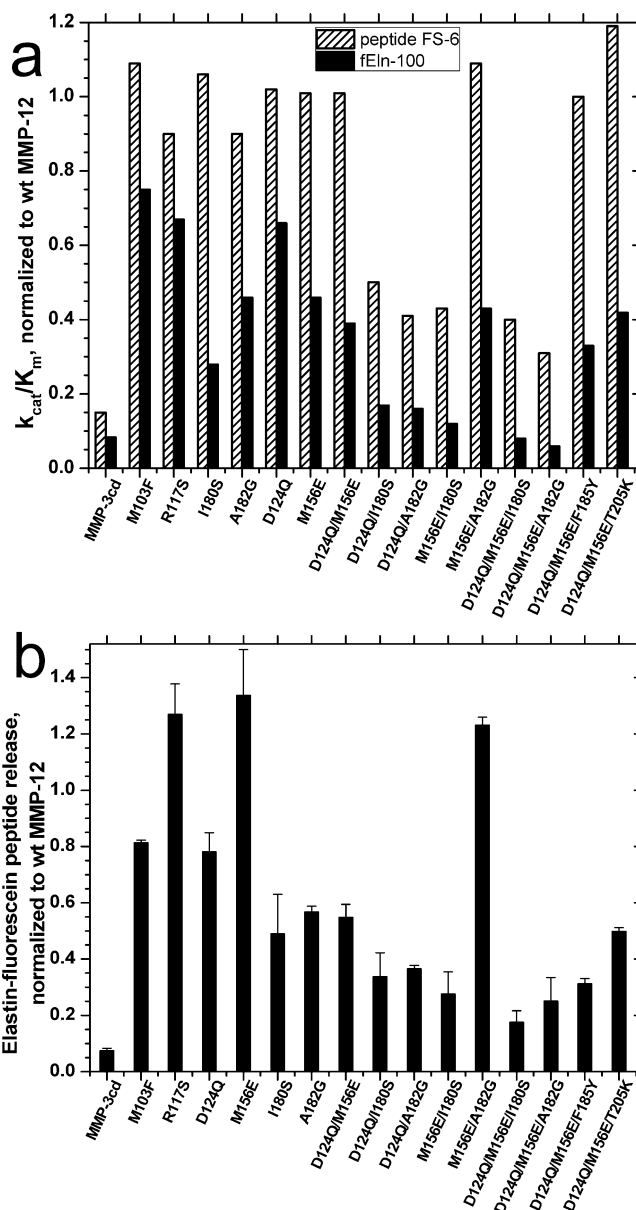 a
peptide FS-6
fEln-100
k_cat/K_m, normalized to wt MMP-12
1.2
1.0
0.8
0.6
0.4
0.2
0.0
MMP-3cd
M103F
R117S
I180S
A182G
D124Q
M156E
D124Q/M156E
D124Q/I180S
D124Q/A182G
M156E/I180S
M156E/A182G
D124Q/M156E/I180S
D124Q/M156E/A182G
D124Q/M156E/F185Y
D124Q/M156E/T205K
b
Elastin-fluorescein peptide release,
normalized to wt MMP-12
1.4
1.2
1.0
0.8
0.6
0.4
0.2
0.0
MMP-3cd
M103F
R117S
D124Q
M156E
I180S
A182G
D124Q/M156E
D124Q/I180S
D124Q/A182G
M156E/I180S
M156E/A182G
D124Q/M156E/I180S
D124Q/M156E/A182G
D124Q/M156E/F185Y
D124Q/M156E/T205K